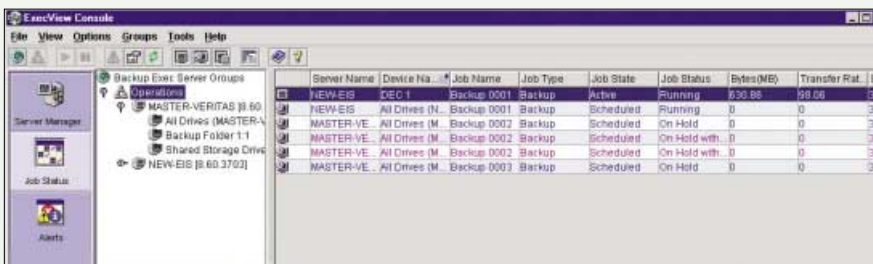 ExecView Console
File View Options Groups Tools Help
Server Manager
Job Status
Alerts
Backup Exec Server Groups
Operations
MASTER-VERITAS [8.60
All Drives (MASTER-V
Backup Folder 1:1
Shared Storage Drive
NEW-EIS [8.60.3703]
Server Name Device Na... Job Name Job Type Job State Job Status Bytes(MB) Transfer Rat...
NEW-EIS DEC 1 Backup 0001 Backup Active Running 630.88 98.06
NEW-EIS All Drives (N... Backup 0001 Backup Scheduled Running 0 0
MASTER-VE... All Drives (M... Backup 0002 Backup Scheduled On Hold 0 0
MASTER-VE... All Drives (M... Backup 0002 Backup Scheduled On Hold with... 0 0
MASTER-VE... All Drives (M... Backup 0002 Backup Scheduled On Hold with... 0 0
MASTER-VE... All Drives (M... Backup 0003 Backup Scheduled On Hold 0 0